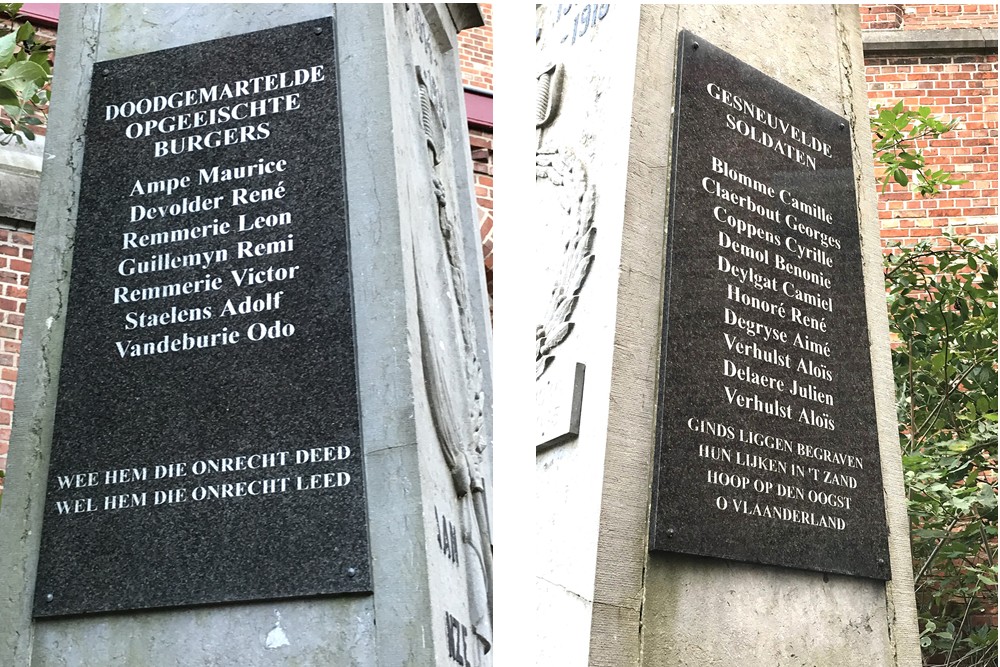 DOODGEMARTELDE
OPGEEISCHTE
BURGERS
Ampe Maurice
Devolder René
Remmerie Leon
Guillemyn Remi
Remmerie Victor
Staelens Adolf
Vandeburie Odo
WEE HEM DIE ONRECHT DEED
WEL HEM DIE ONRECHT LEED
JAN
NZE
GESNEUVELDE
SOLDATEN
Blomme Camille
Claerbout Georges
Coppens Cyrille
Demol Benonie
Deylgat Camiel
Honoré René
Degryse Aimé
Verhulst Aloïs
Delaere Julien
Verhulst Aloïs
GINDS LIGGEN BEGRAVEN
HUN LIJKEN IN 'T ZAND
HOOP OP DEN OOGST
O VLAANDERLAND